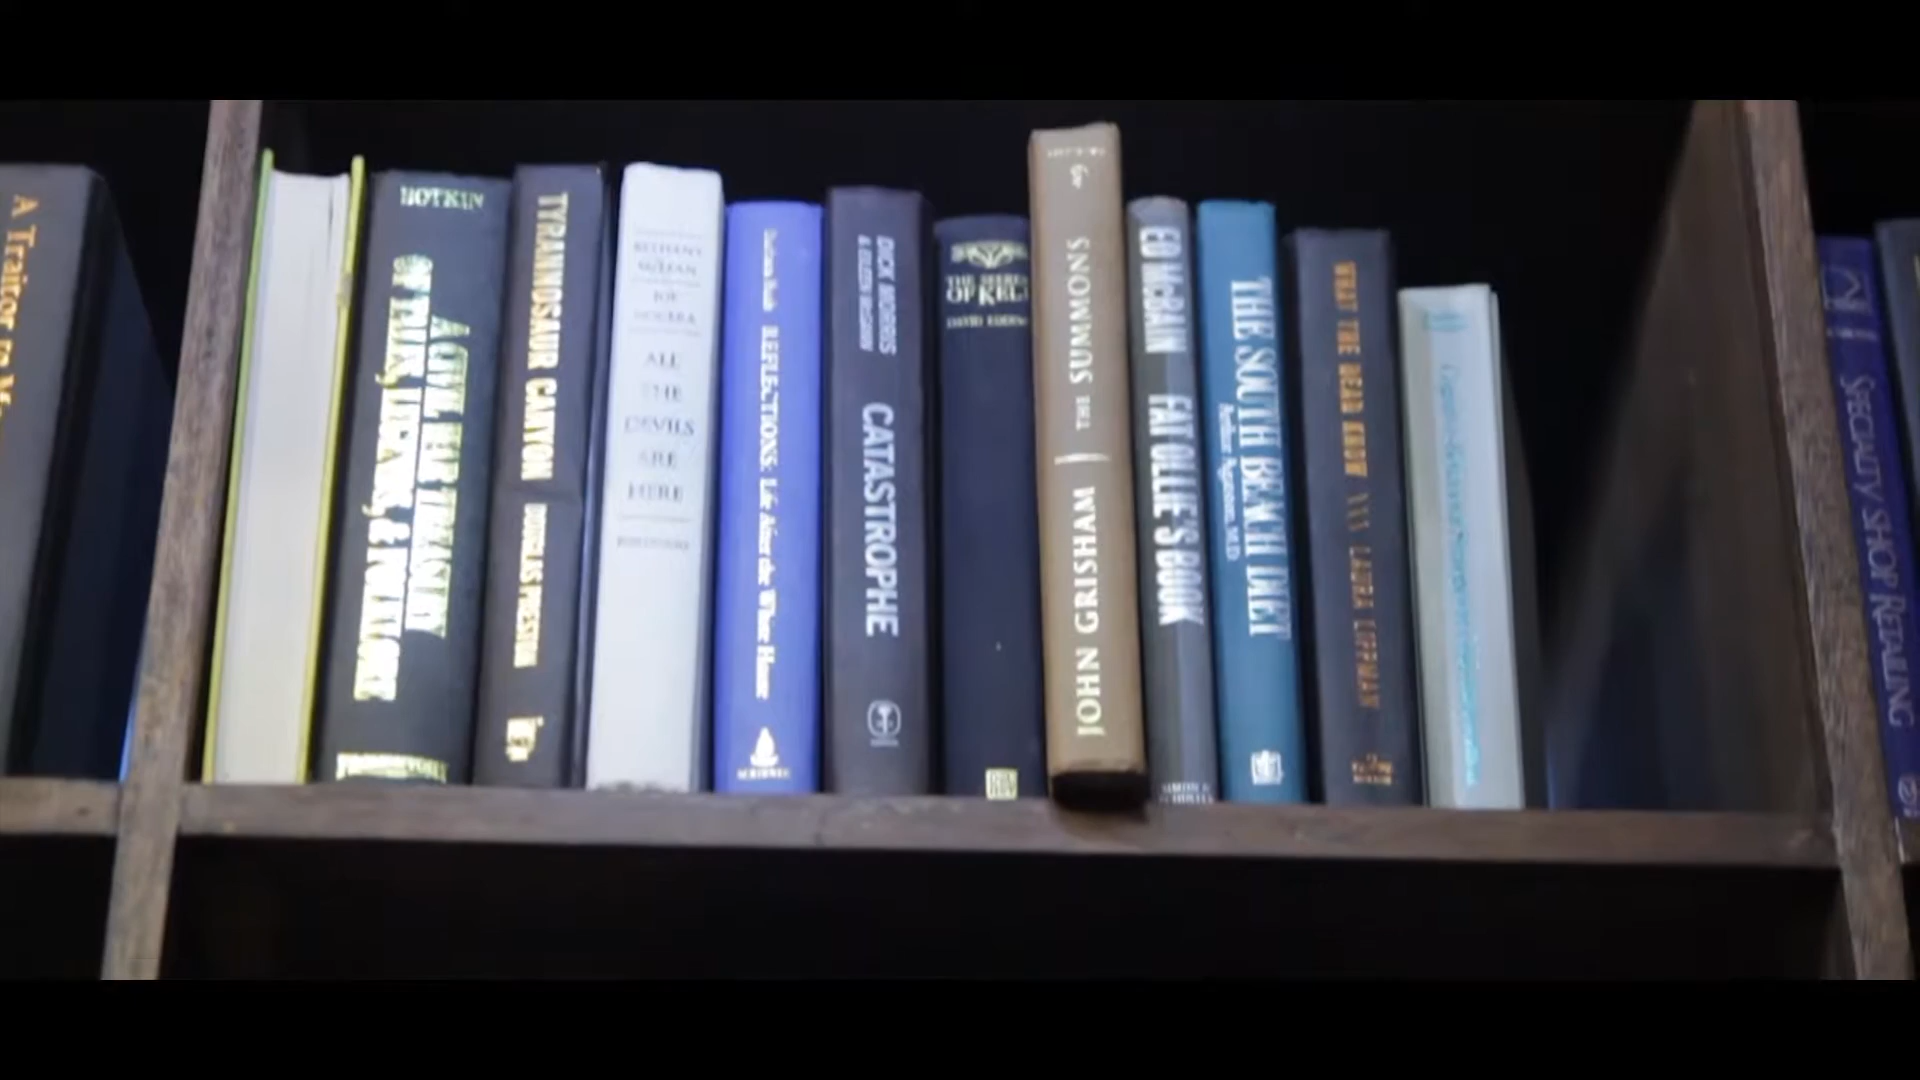 A Traitor to
BOTKIN
A CIVIL WAR TREASURY
OF TALES, LEGENDS, & FOLKLORE
TYRANNOSAUR CANYON
DOUGLAS PRESTON
BETHANY
McLEAN
JOE
NOCERA
ALL
THE
DEVILS
ARE
HERE
PORTFOLIO
REFLECTIONS: Life After the White House
SCRIBNER
DICK MORRIS
& EILEEN McGANN
CATASTROPHE
OF KELL
DAVID EDDINGS
JOHN GRISHAM
THE SUMMONS
ED McBAIN
FAT OLLIE'S BOOK
SIMON &
SCHUSTER
THE SOUTH BEACH DIET
Arthur Agatston, M.D.
WHAT THE DEAD KNOW
LAURA LIPPMAN
SPECIALTY SHOP RETAILING